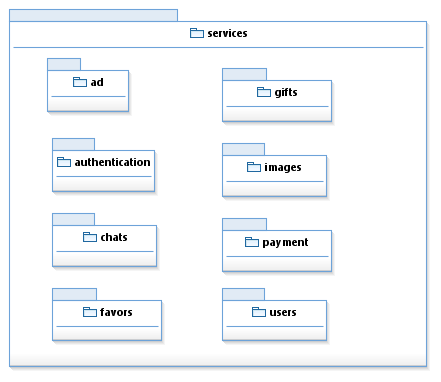 services
ad
gifts
authentication
images
chats
payment
favors
users